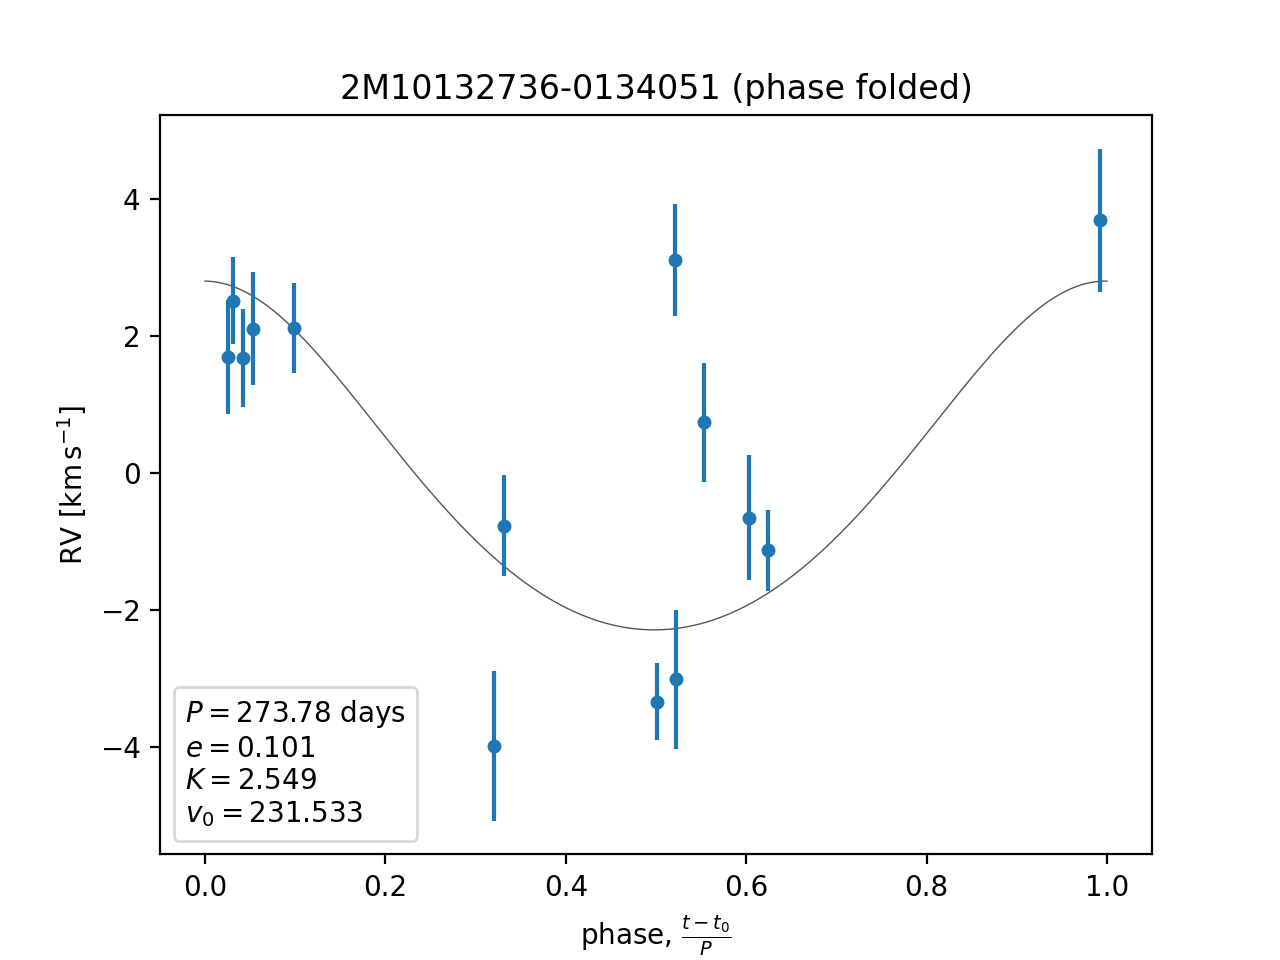 2M10132736-0134051 (phase folded)
RV [km s⁻¹]
4
2
0
−2
−4
P = 273.78 days
e = 0.101
K = 2.549
v₀ = 231.533
0.0 0.2 0.4 0.6 0.8 1.0
phase, (t − t₀)/P